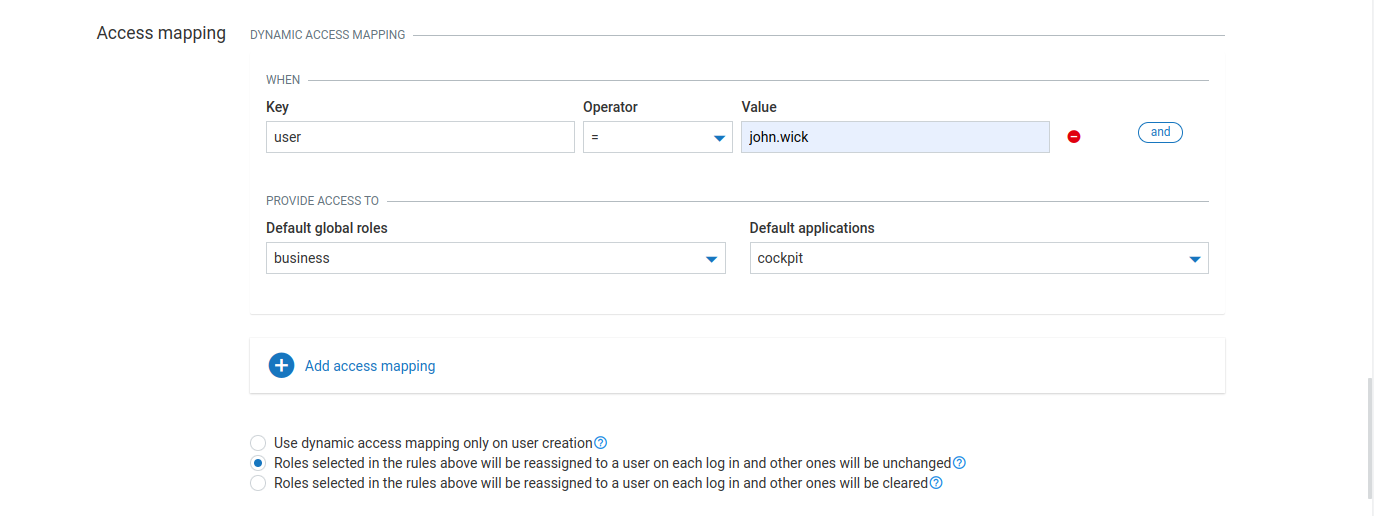 Access mapping
DYNAMIC ACCESS MAPPING
WHEN
Key Operator Value
user = john.wick and
PROVIDE ACCESS TO
Default global roles Default applications
business cockpit
Add access mapping
Use dynamic access mapping only on user creation
Roles selected in the rules above will be reassigned to a user on each log in and other ones will be unchanged
Roles selected in the rules above will be reassigned to a user on each log in and other ones will be cleared